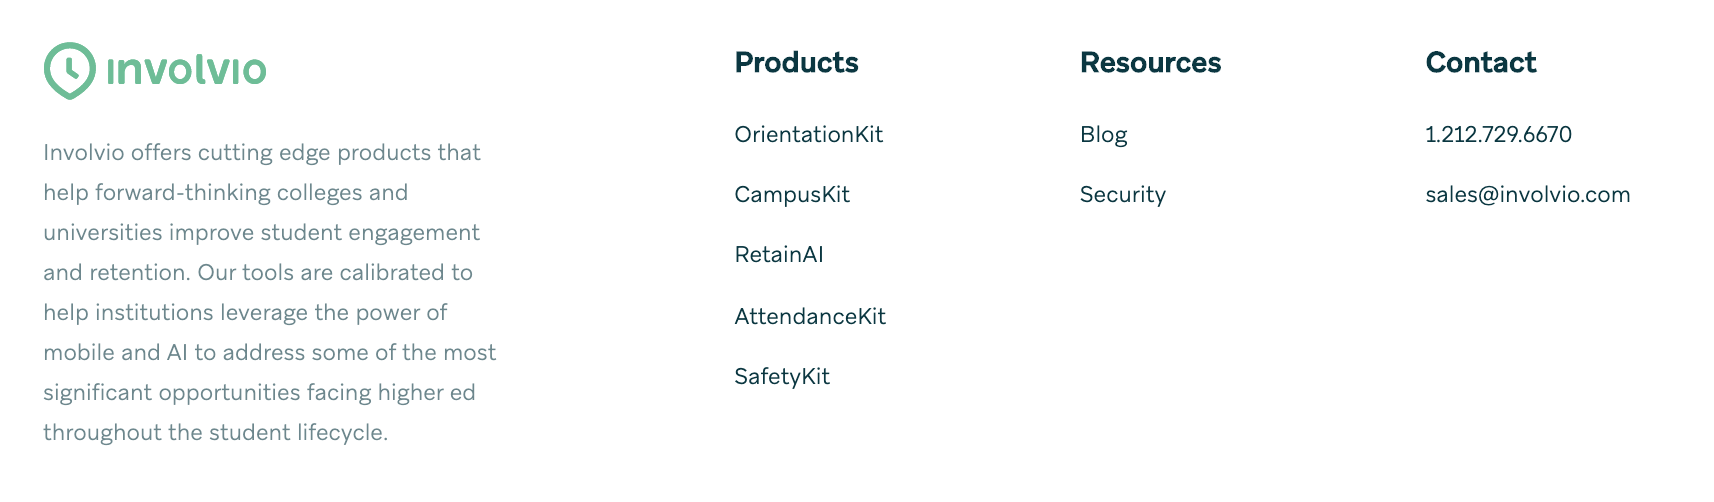 involvio
Involvio offers cutting edge products that
help forward-thinking colleges and
universities improve student engagement
and retention. Our tools are calibrated to
help institutions leverage the power of
mobile and AI to address some of the most
significant opportunities facing higher ed
throughout the student lifecycle.
Products
OrientationKit
CampusKit
RetainAI
AttendanceKit
SafetyKit
Resources
Blog
Security
Contact
1.212.729.6670
sales@involvio.com